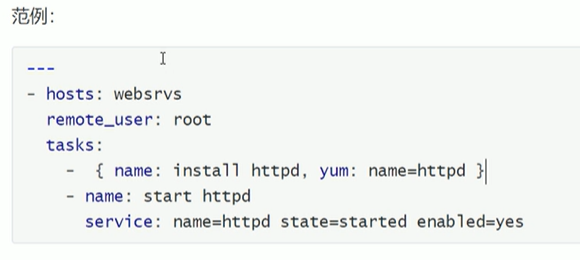 范例：
---
- hosts: websrvs
  remote_user: root
  tasks:
    -  { name: install httpd, yum: name=httpd }
    - name: start httpd
      service: name=httpd state=started enabled=yes